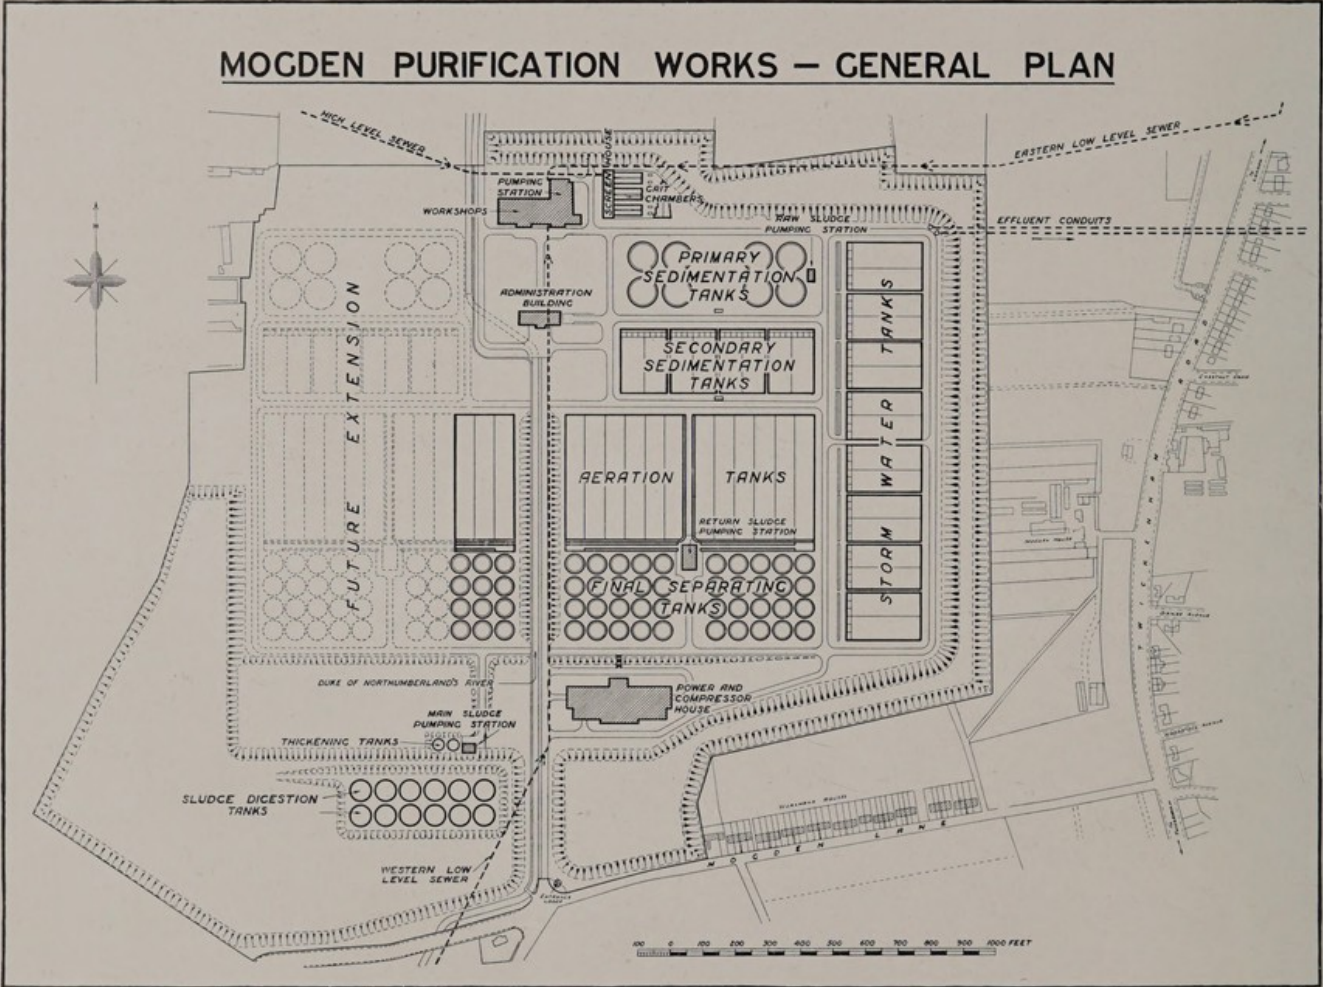 MOGDEN PURIFICATION WORKS — GENERAL PLAN
HIGH LEVEL SEWER
EASTERN LOW LEVEL SEWER
PUMPING
STATION
SCREEN HOUSE
GRIT
CHAMBERS
WORKSHOPS
RAW SLUDGE
PUMPING STATION
EFFLUENT CONDUITS
N
PRIMARY
SEDIMENTATION
TANKS
ADMINISTRATION
BUILDING
SECONDARY
SEDIMENTATION
TANKS
FUTURE EXTENSION
STORM WATER TANKS
AERATION TANKS
RETURN SLUDGE
PUMPING STATION
FINAL SEPARATING
TANKS
TWICKENHAM ROAD
DUKE OF NORTHUMBERLAND'S RIVER
POWER AND
COMPRESSOR
HOUSE
MAIN SLUDGE
PUMPING STATION
THICKENING TANKS
SLUDGE DIGESTION
TANKS
WESTERN LOW
LEVEL SEWER
ENTRANCE
LODGE
MOGDEN LANE
100 0 100 200 300 400 500 600 700 800 900 1000 FEET